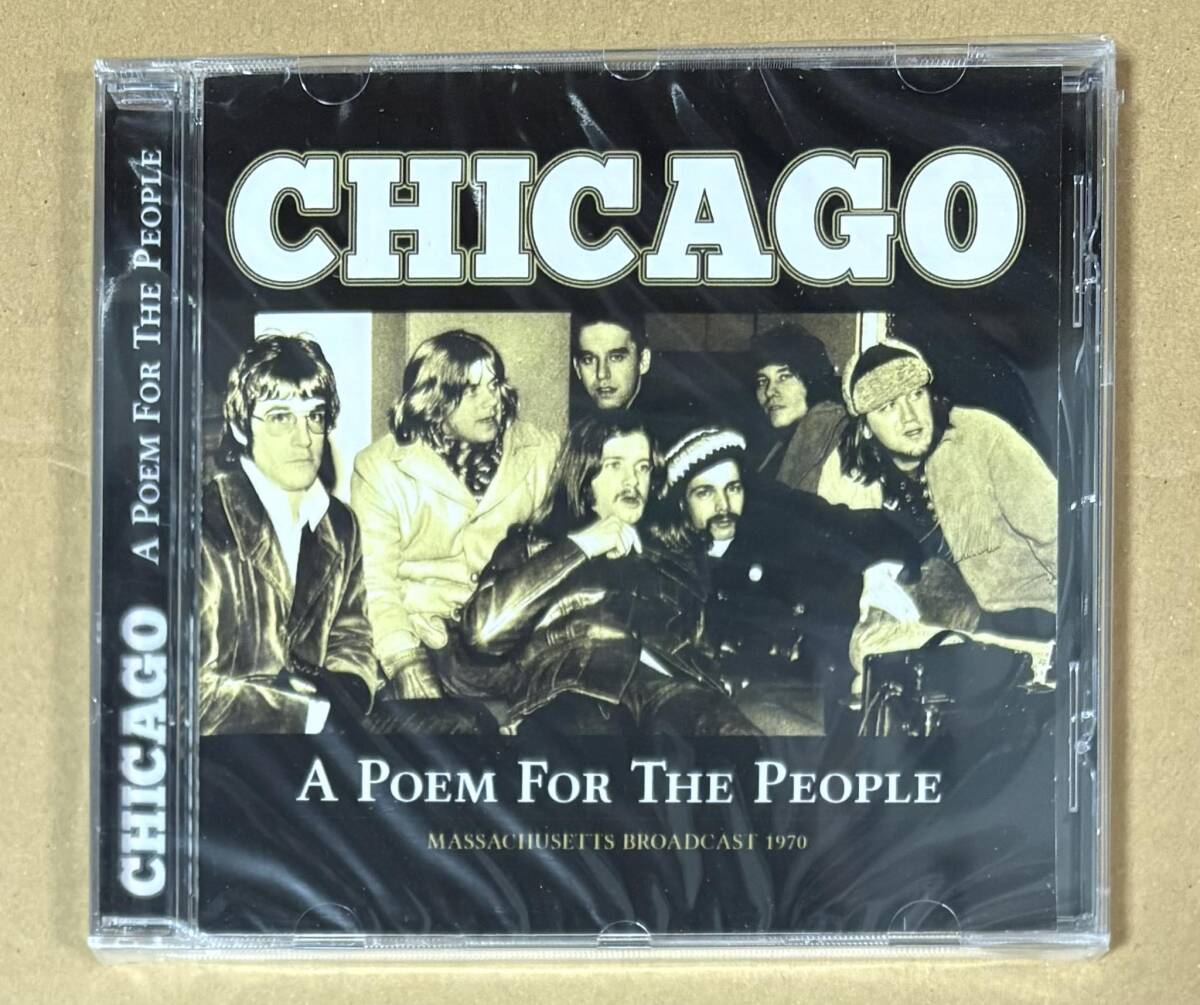 CHICAGO
A POEM FOR THE PEOPLE
MASSACHUSETTS BROADCAST 1970
CHICAGO A POEM FOR THE PEOPLE